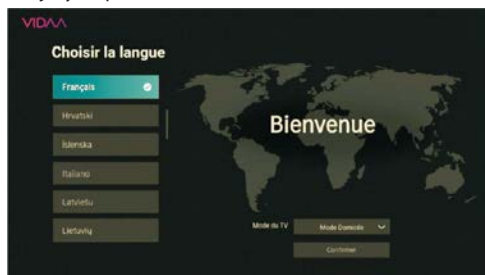 VIDAA
Choisir la langue
Français
Hrvatski
Íslenska
Italiano
Latviešu
Lietuvių
Bienvenue
Mode du TV
Mode Domicile
Confirmer